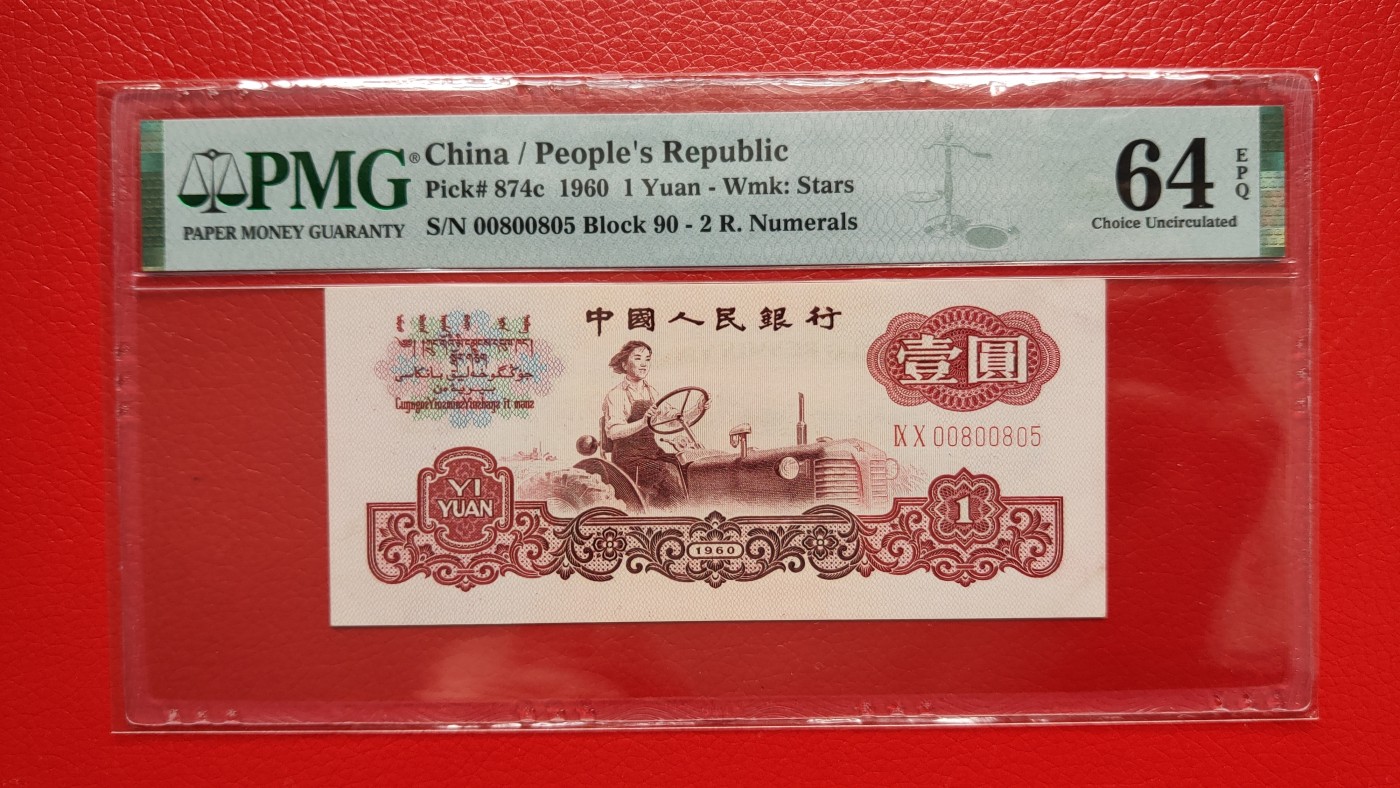 PMG®
PAPER MONEY GUARANTY
China / People's Republic
Pick# 874c 1960 1 Yuan - Wmk: Stars
S/N 00800805 Block 90 - 2 R. Numerals
64
EPQ
Choice Uncirculated
中國人民銀行
壹圓
Ⅸ Ⅹ 00800805
YI
YUAN
1
1960